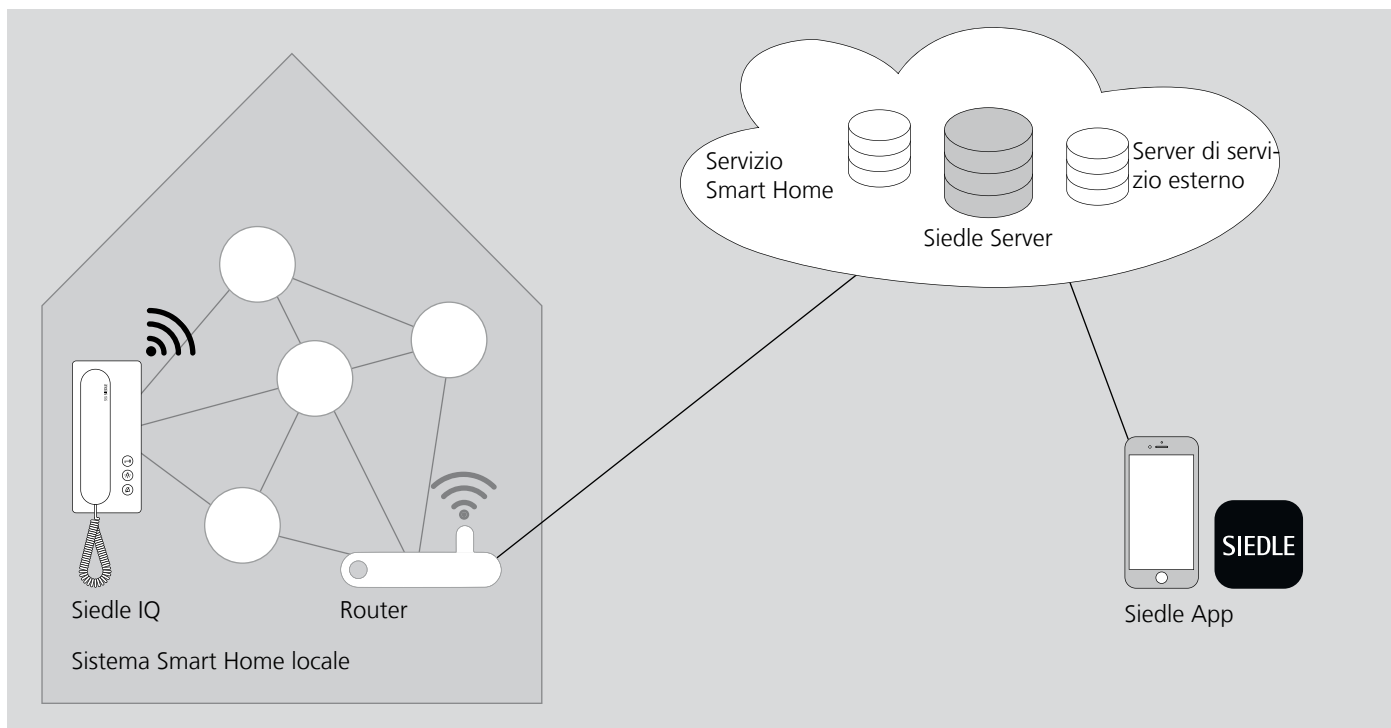 Servizio
Smart Home
Server di servi-
zio esterno
Siedle Server
SIEDLE
Siedle IQ
Router
Siedle App
Sistema Smart Home locale